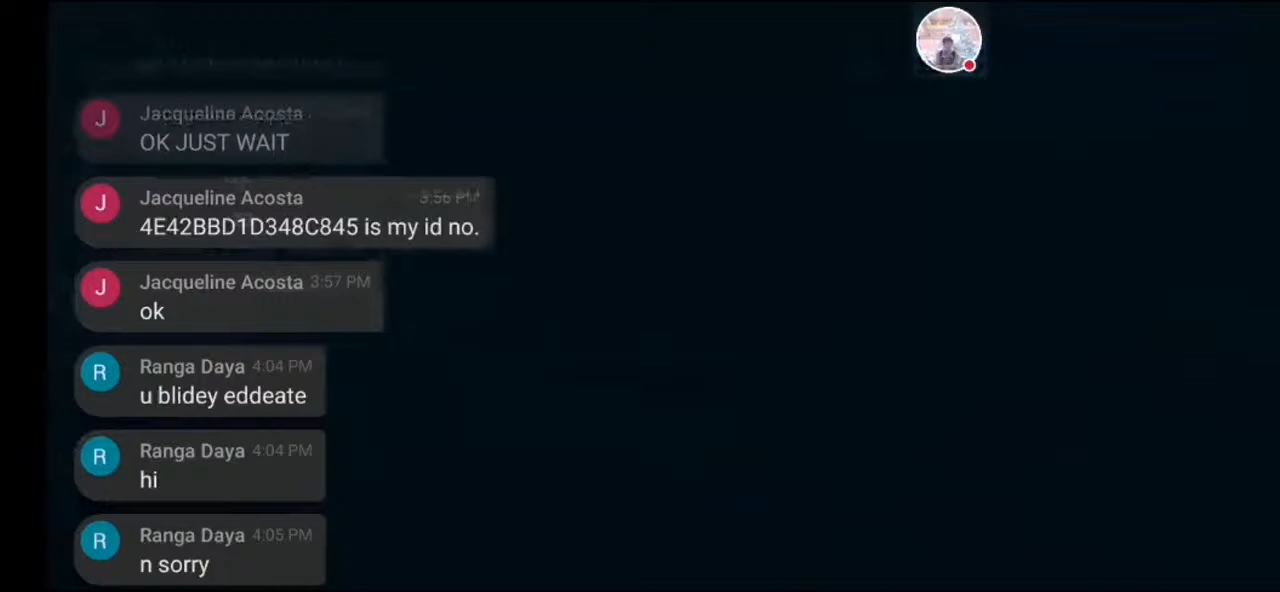 J Jacqueline Acosta
OK JUST WAIT
J Jacqueline Acosta 3:56 PM
4E42BBD1D348C845 is my id no.
J Jacqueline Acosta 3:57 PM
ok
R Ranga Daya 4:04 PM
u blidey eddeate
R Ranga Daya 4:04 PM
hi
R Ranga Daya 4:05 PM
n sorry